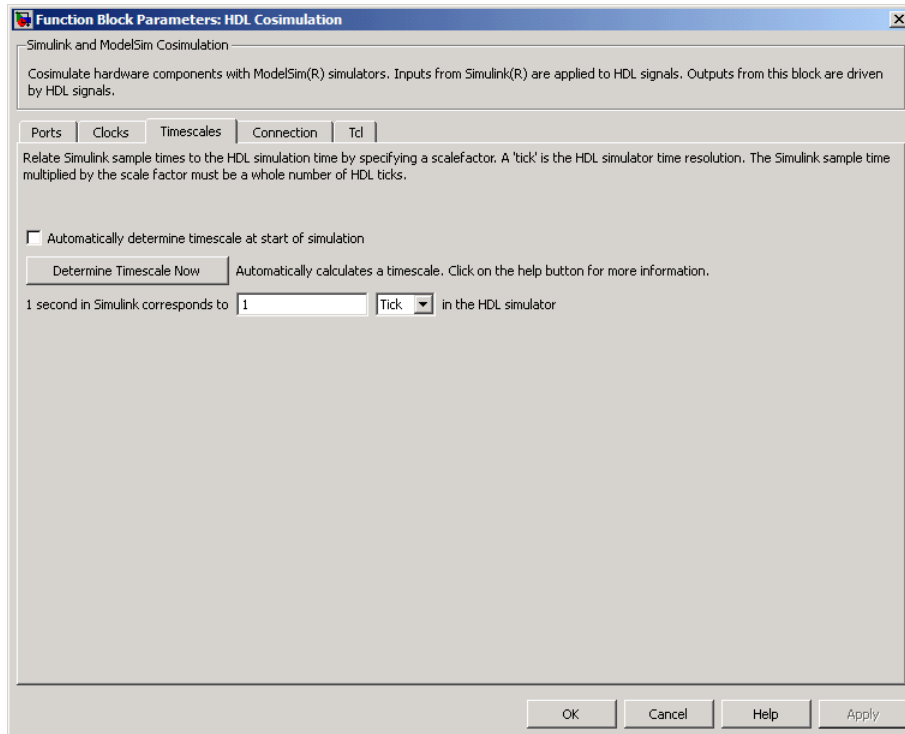 Function Block Parameters: HDL Cosimulation
Simulink and ModelSim Cosimulation
Cosimulate hardware components with ModelSim(R) simulators. Inputs from Simulink(R) are applied to HDL signals. Outputs from this block are driven
by HDL signals.
Ports Clocks Timescales Connection Tcl
Relate Simulink sample times to the HDL simulation time by specifying a scalefactor. A 'tick' is the HDL simulator time resolution. The Simulink sample time
multiplied by the scale factor must be a whole number of HDL ticks.
Automatically determine timescale at start of simulation
Determine Timescale Now Automatically calculates a timescale. Click on the help button for more information.
1 second in Simulink corresponds to 1 Tick in the HDL simulator
OK Cancel Help Apply